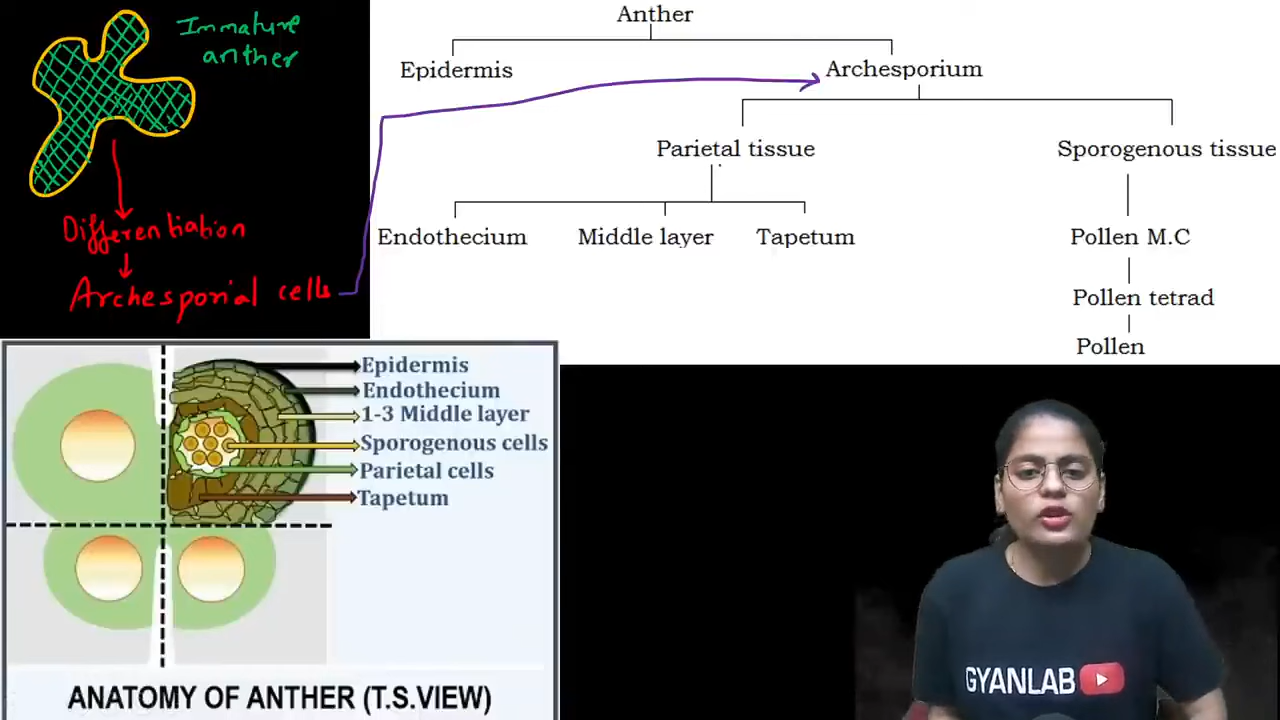 Immature
anther
Differentiation
Archesporial cells
Anther
Epidermis
Archesporium
Parietal tissue
Sporogenous tissue
Endothecium
Middle layer
Tapetum
Pollen M.C
Pollen tetrad
Pollen
Epidermis
Endothecium
1-3 Middle layer
Sporogenous cells
Parietal cells
Tapetum
ANATOMY OF ANTHER (T.S.VIEW)
GYANLAB